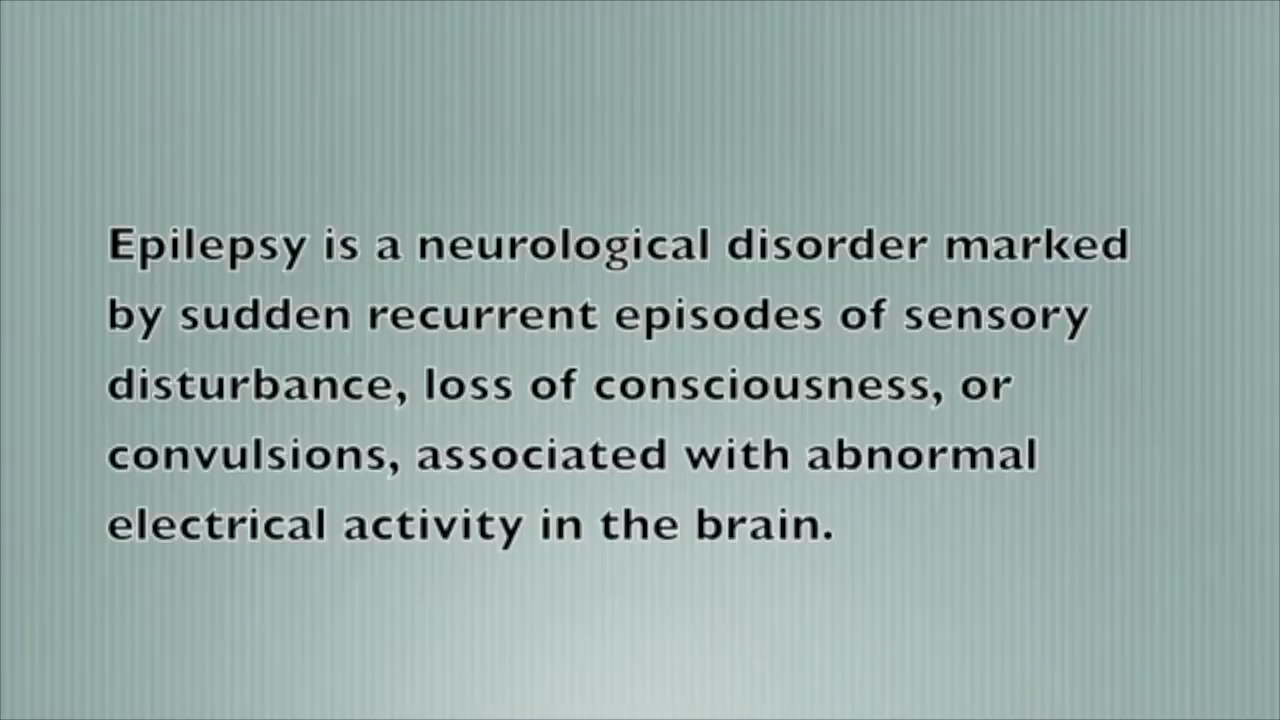 Epilepsy is a neurological disorder marked
by sudden recurrent episodes of sensory
disturbance, loss of consciousness, or
convulsions, associated with abnormal
electrical activity in the brain.